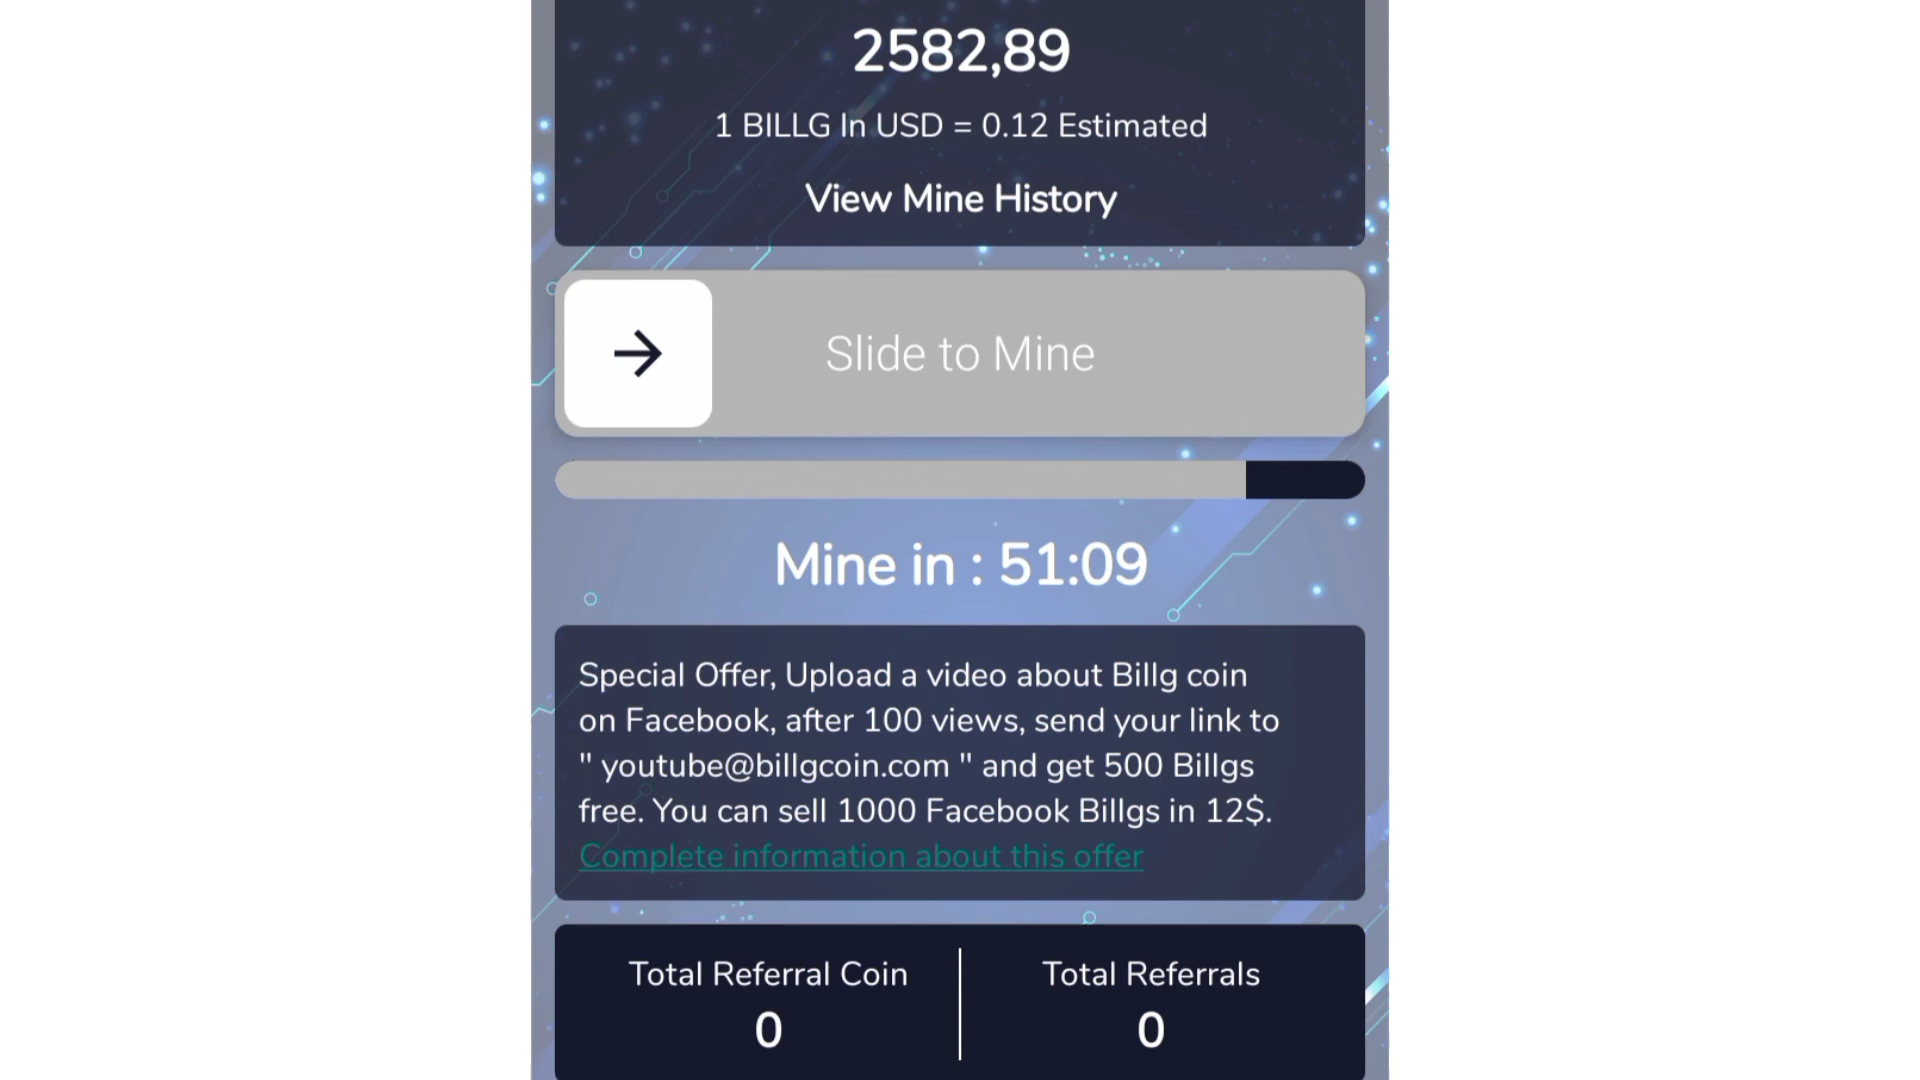 2582,89
1 BILLG In USD = 0.12 Estimated
View Mine History
Slide to Mine
Mine in : 51:09
Special Offer, Upload a video about Billg coin
on Facebook, after 100 views, send your link to
" youtube@billgcoin.com " and get 500 Billgs
free. You can sell 1000 Facebook Billgs in 12$.
Complete information about this offer
Total Referral Coin
0
Total Referrals
0